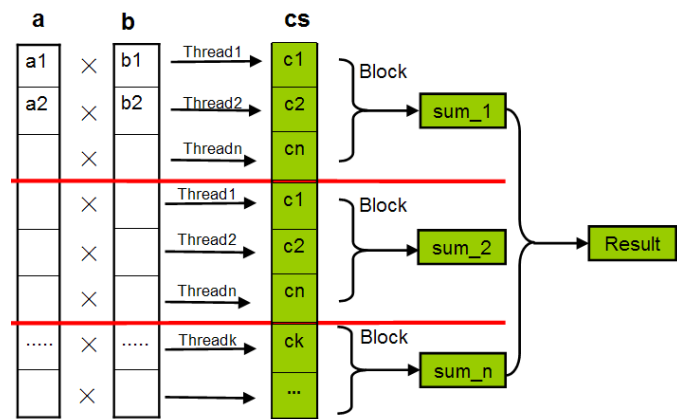 a b cs
a1 × b1 Thread1 c1 Block
a2 × b2 Thread2 c2 sum_1
× Threadn cn
× Thread1 c1 Block
× Thread2 c2 sum_2 Result
× Threadn cn
..... × ..... Threadk ck Block
× ... sum_n